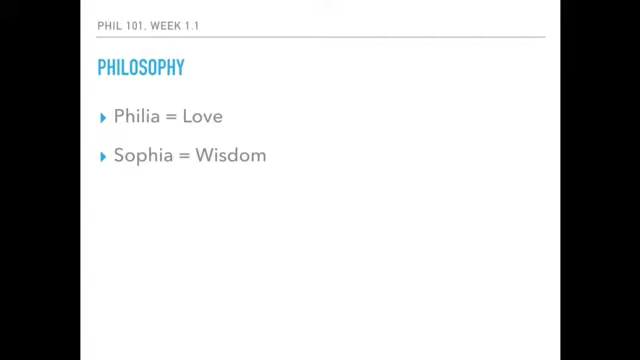 PHIL 101, WEEK 1.1
PHILOSOPHY
Philia = Love
Sophia = Wisdom